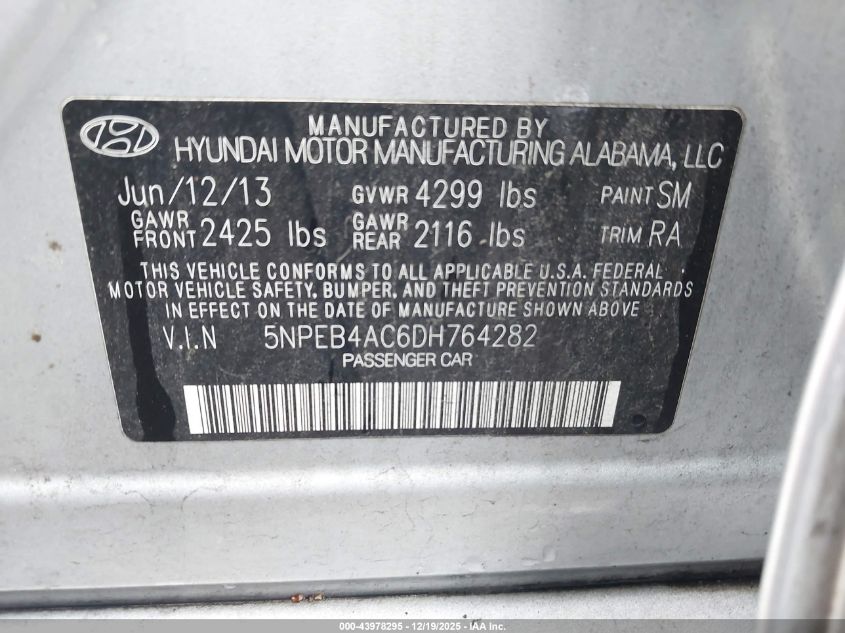 MANUFACTURED BY
HYUNDAI MOTOR MANUFACTURING ALABAMA, LLC
Jun/12/13 GVWR 4299 lbs PAINT SM
GAWR FRONT 2425 lbs GAWR REAR 2116 lbs TRIM RA
THIS VEHICLE CONFORMS TO ALL APPLICABLE U.S.A. FEDERAL
MOTOR VEHICLE SAFETY, BUMPER, AND THEFT PREVENTION STANDARDS
IN EFFECT ON THE DATE OF MANUFACTURE SHOWN ABOVE
V.I.N 5NPEB4AC6DH764282
PASSENGER CAR
000-43978295 - 12/19/2025 - IAA, Inc.